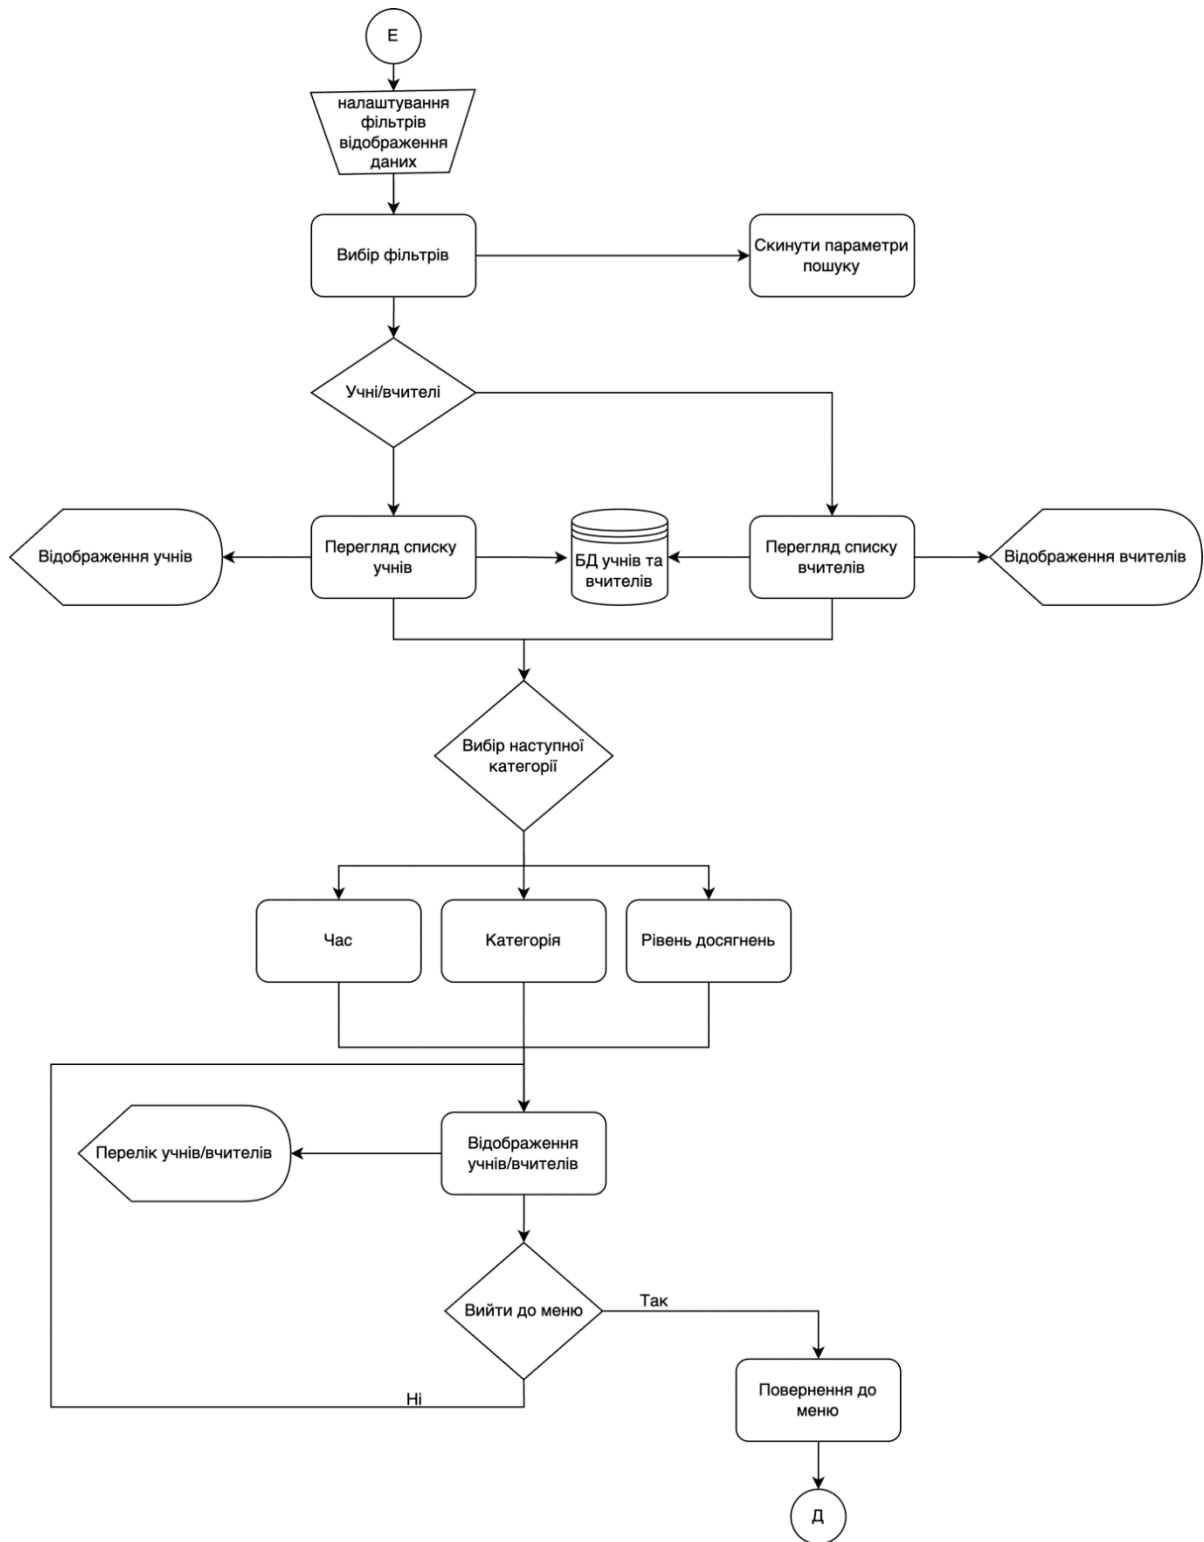 Е
налаштування
фільтрів
відображення
даних
Вибір фільтрів
Скинути параметри
пошуку
Учні/вчителі
Відображення учнів
Перегляд списку
учнів
БД учнів та
вчителів
Перегляд списку
вчителів
Відображення вчителів
Вибір наступної
категорії
Час
Категорія
Рівень досягнень
Перелік учнів/вчителів
Відображення
учнів/вчителів
Вийти до меню
Так
Ні
Повернення до
меню
Д